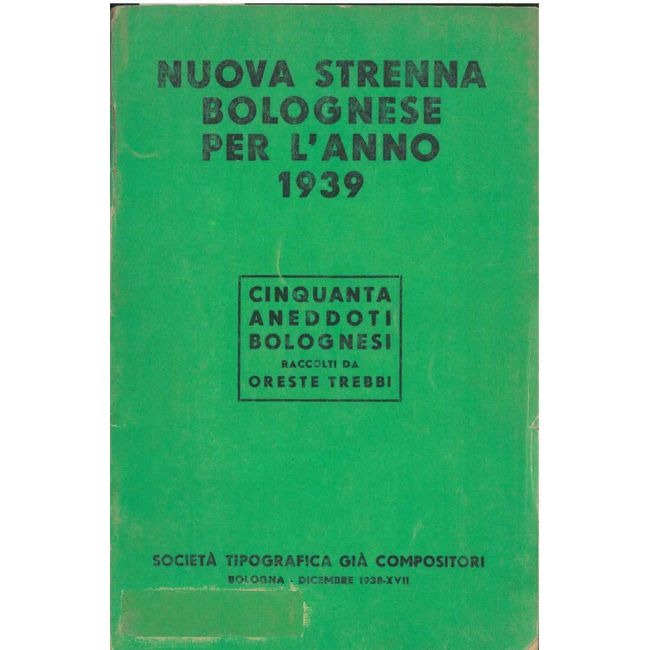 NUOVA STRENNA
BOLOGNESE
PER L'ANNO
1939
CINQUANTA
ANEDDOTI
BOLOGNESI
RACCOLTI DA
ORESTE TREBBI
SOCIETÀ TIPOGRAFICA GIÀ COMPOSITORI
BOLOGNA - DICEMBRE 1938-XVII